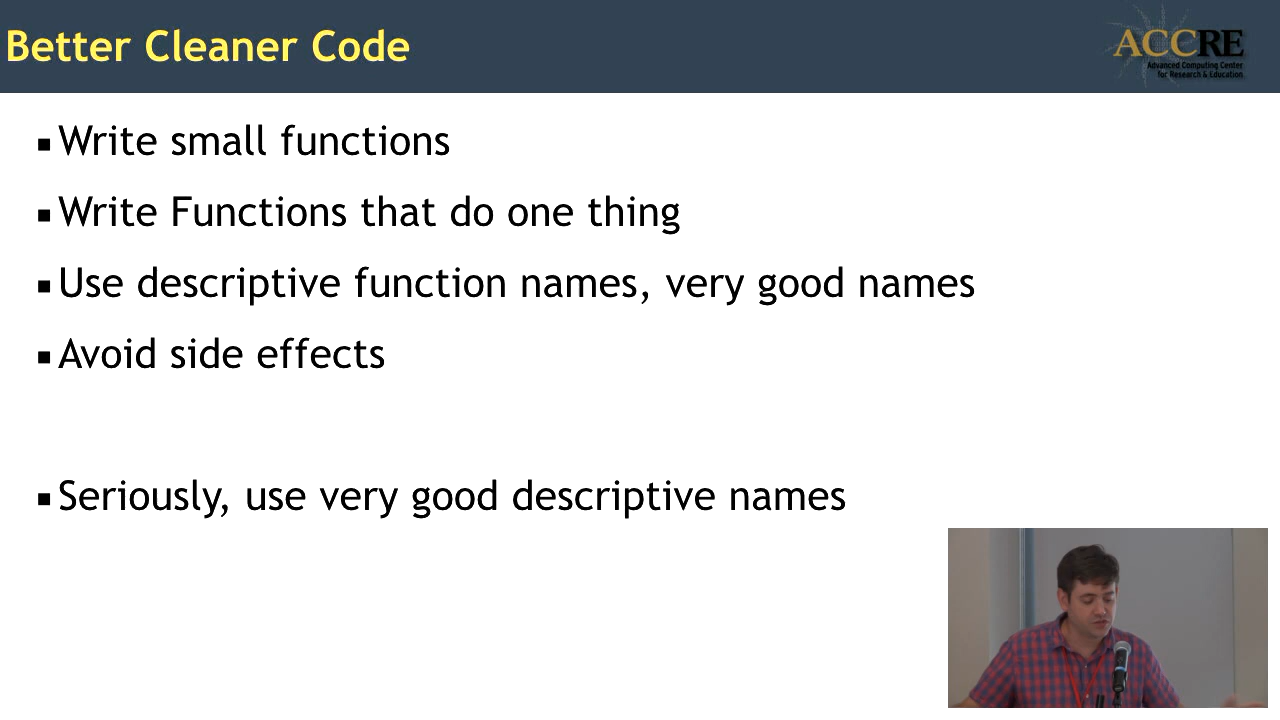 Better Cleaner Code
ACCRE
Advanced Computing Center
for Research & Education
▪Write small functions
▪Write Functions that do one thing
▪Use descriptive function names, very good names
▪Avoid side effects
▪Seriously, use very good descriptive names